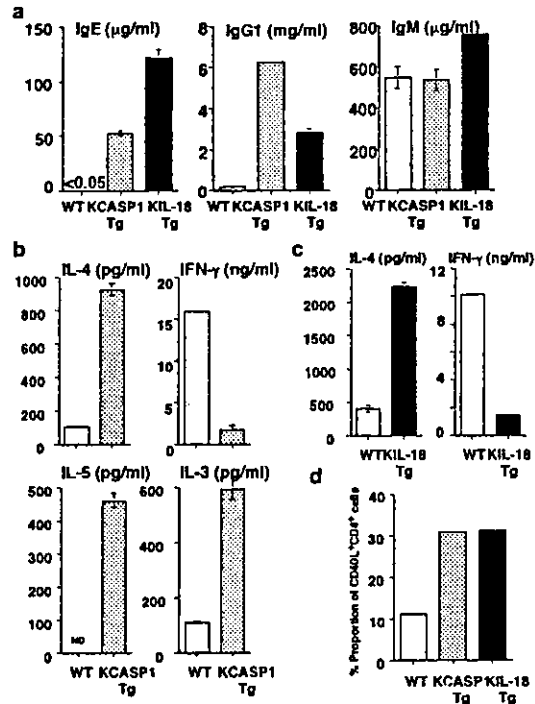 a
IgE (μg/ml)
150
100
50
0
<0.05
WT KCASP1 KIL-18
Tg Tg
IgG1 (mg/ml)
8
6
4
2
0
WT KCASP1 KIL-18
Tg Tg
IgM (μg/ml)
800
600
400
200
0
WT KCASP1 KIL-18
Tg Tg
b
IL-4 (pg/ml)
1000
800
600
400
200
0
IFN-γ (ng/ml)
20
15
10
5
0
IL-5 (pg/ml)
500
400
300
200
100
0
ND
WT KCASP1
Tg
IL-3 (pg/ml)
600
400
200
0
WT KCASP1
Tg
c
IL-4 (pg/ml)
2500
2000
1500
1000
500
0
WT KIL-18
Tg
IFN-γ (ng/ml)
12
8
4
0
WT KIL-18
Tg
d
% Proportion of CD40L⁺CD4⁺ cells
40
30
20
10
0
WT KCASP1 KIL-18
Tg Tg